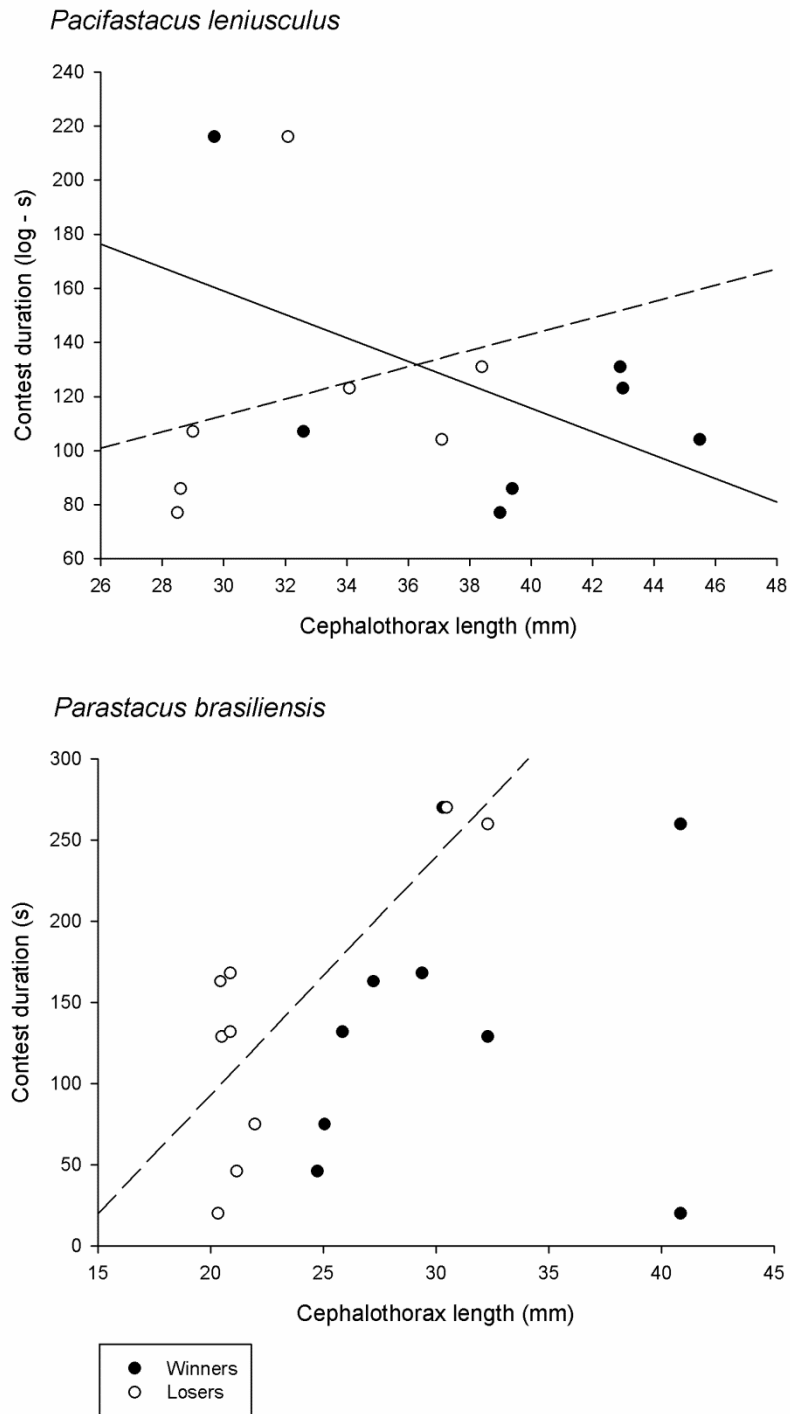 Pacifastacus leniusculus
240
220
200
180
160
140
120
100
80
60
Contest duration (log - s)
26 28 30 32 34 36 38 40 42 44 46 48
Cephalothorax length (mm)
Parastacus brasiliensis
300
250
200
150
100
50
0
Contest duration (s)
15 20 25 30 35 40 45
Cephalothorax length (mm)
Winners
Losers